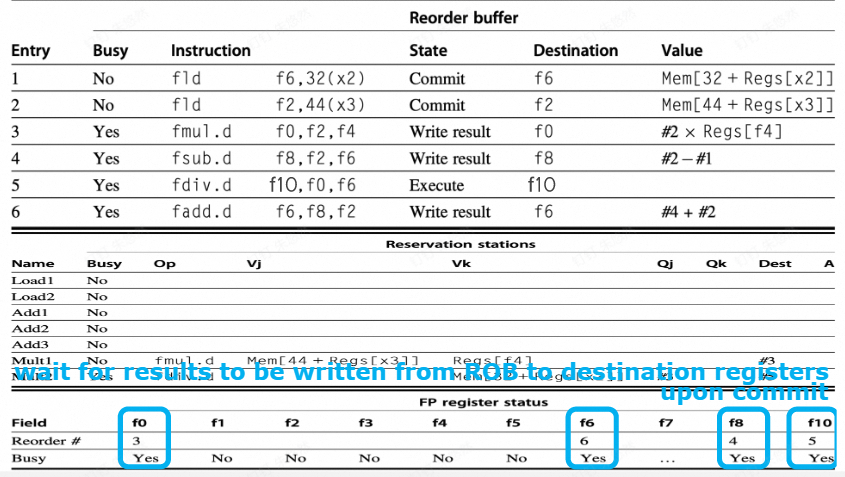 Reorder buffer
Entry Busy Instruction State Destination Value
1 No fld f6,32(x2) Commit f6 Mem[32 + Regs[x2]]
2 No fld f2,44(x3) Commit f2 Mem[44 + Regs[x3]]
3 Yes fmul.d f0,f2,f4 Write result f0 #2 × Regs[f4]
4 Yes fsub.d f8,f2,f6 Write result f8 #2 – #1
5 Yes fdiv.d f10,f0,f6 Execute f10
6 Yes fadd.d f6,f8,f2 Write result f6 #4 + #2
Reservation stations
Name Busy Op Vj Vk Qj Qk Dest A
Load1 No
Load2 No
Add1 No
Add2 No
Add3 No
Mult1 No fmul.d Mem[44 + Regs[x3]] Regs[f4] #3
wait for results to be written from ROB to destination registers
upon commit
FP register status
Field f0 f1 f2 f3 f4 f5 f6 f7 f8 f10
Reorder # 3 6 4 5
Busy Yes No No No No No Yes ... Yes Yes